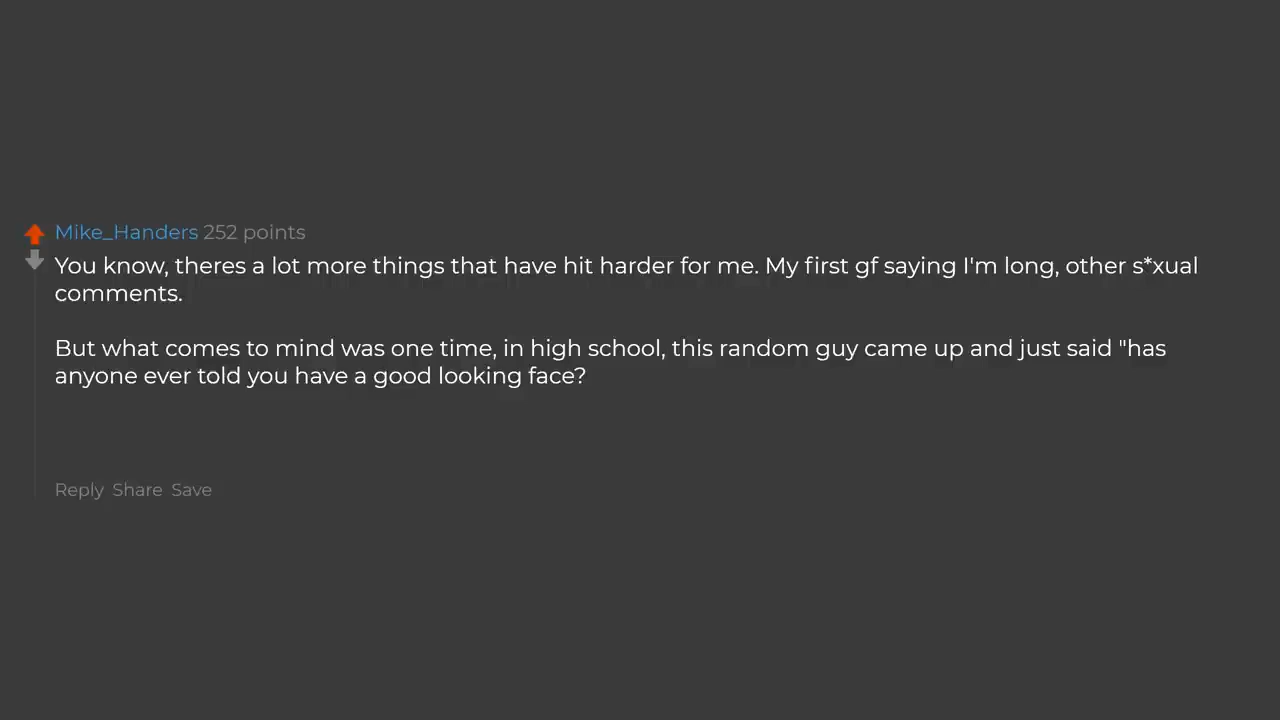 Mike_Handers 252 points
You know, theres a lot more things that have hit harder for me. My first gf saying I'm long, other s*xual
comments.
But what comes to mind was one time, in high school, this random guy came up and just said "has
anyone ever told you have a good looking face?
Reply Share Save